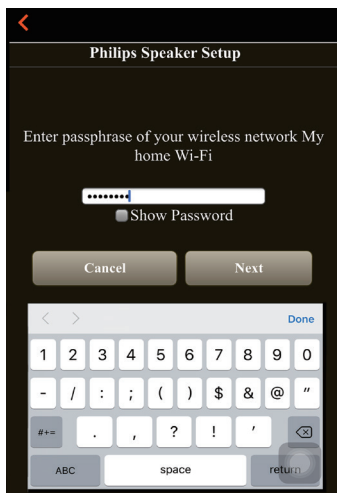 Philips Speaker Setup
Enter passphrase of your wireless network My
home Wi-Fi
••••••••
Show Password
Cancel Next
Done
1 2 3 4 5 6 7 8 9 0
- / : ; ( ) $ & @ "
#+= . , ? ! '
ABC space return